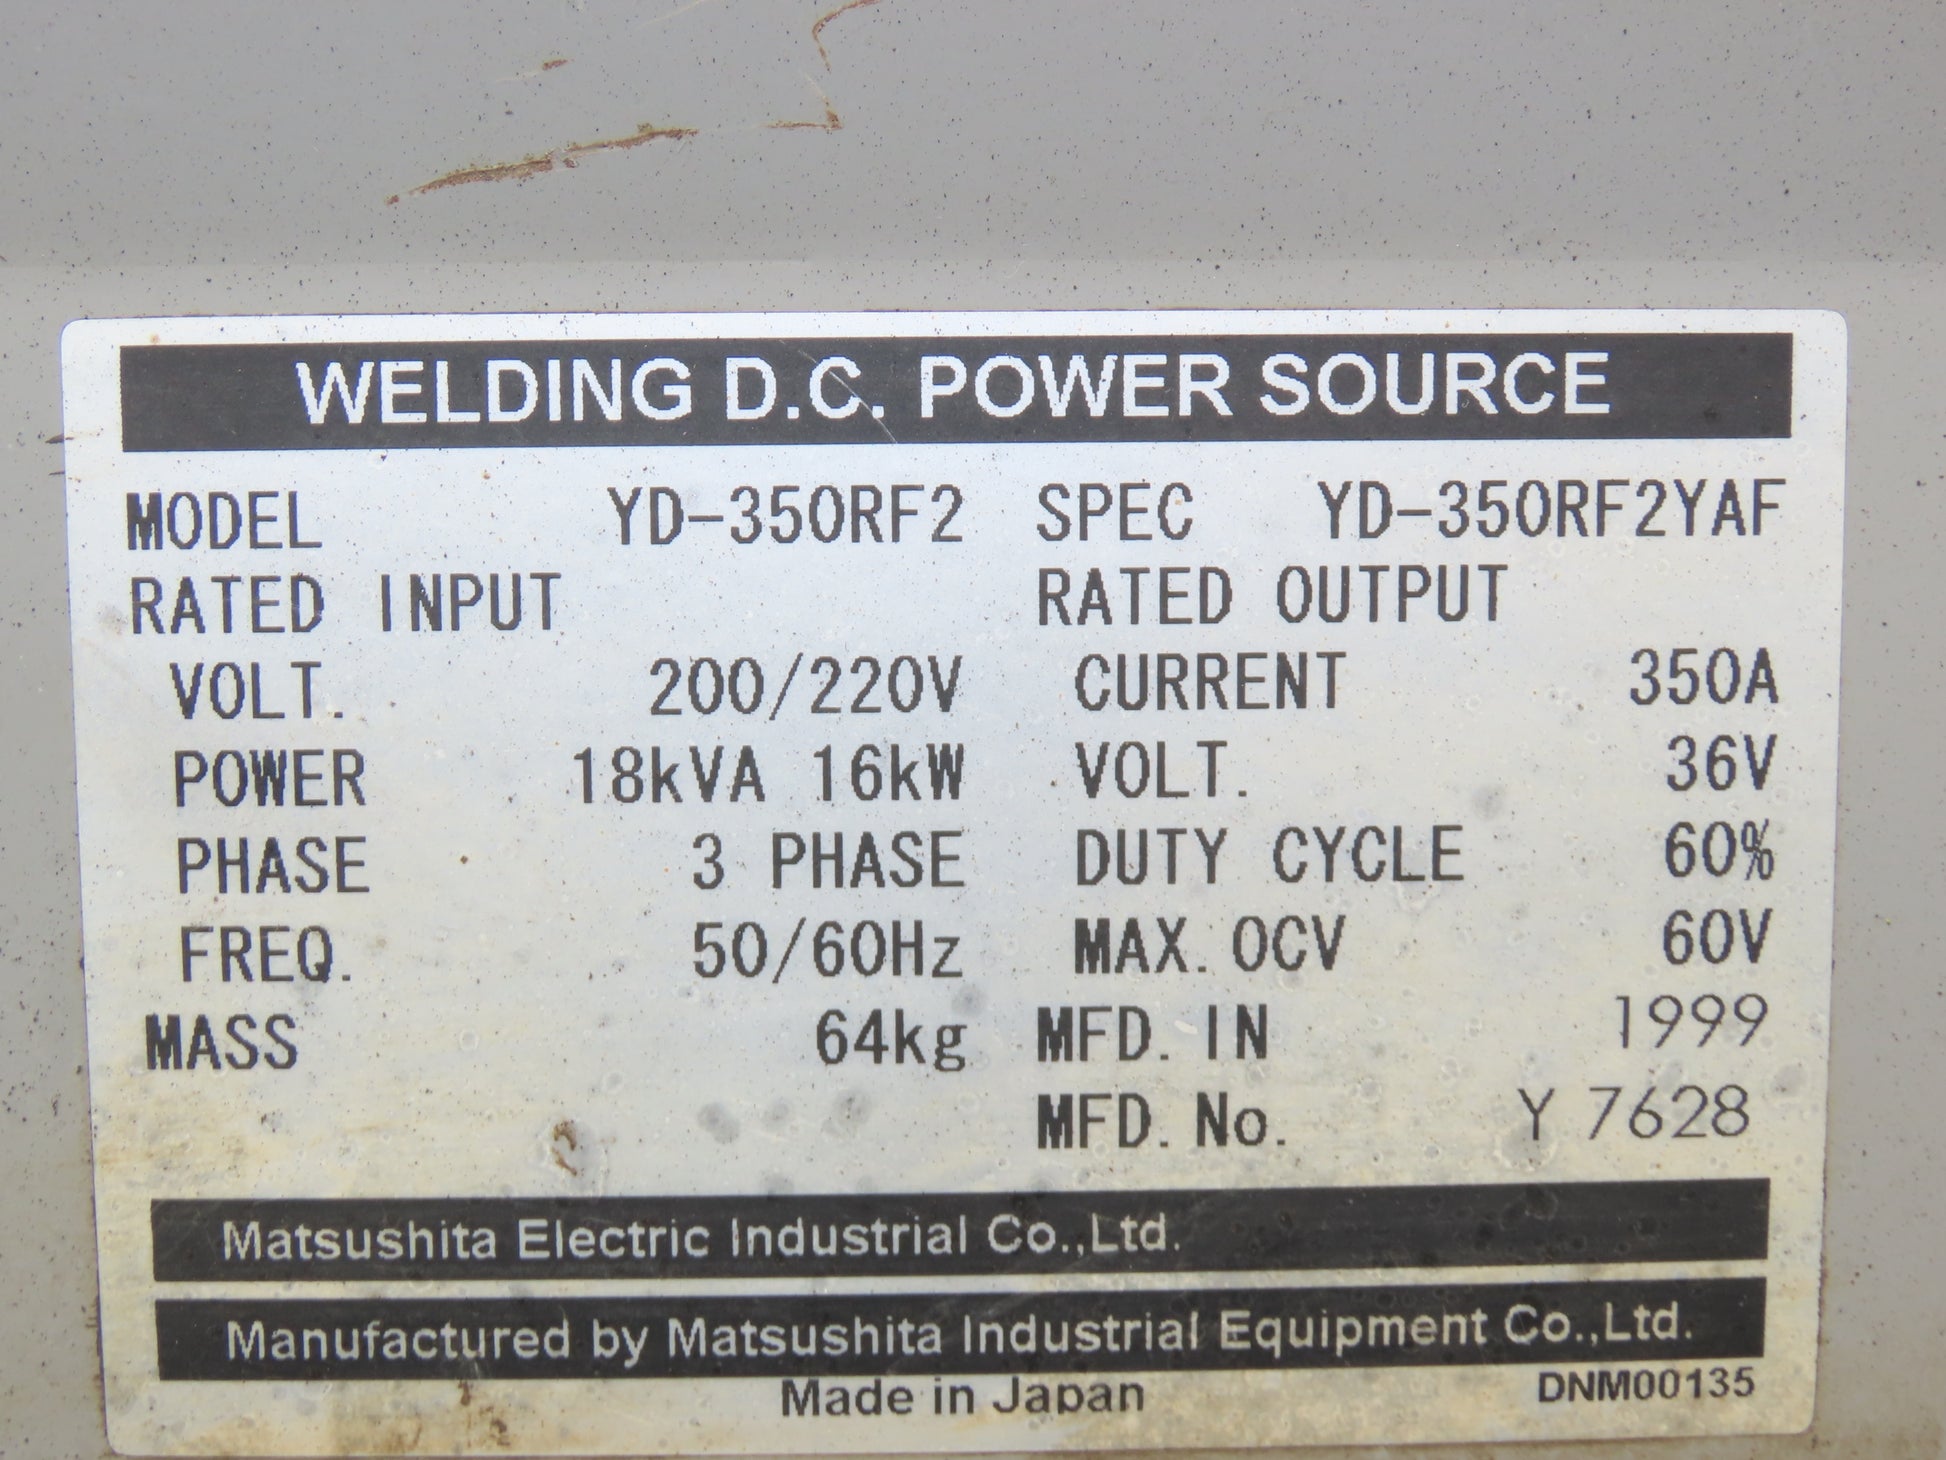 WELDING D.C. POWER SOURCE
MODEL YD-350RF2 SPEC YD-350RF2YAF
RATED INPUT RATED OUTPUT
VOLT. 200/220V CURRENT 350A
POWER 18kVA 16kW VOLT. 36V
PHASE 3 PHASE DUTY CYCLE 60%
FREQ. 50/60Hz MAX. OCV 60V
MASS 64kg MFD. IN 1999
MFD. No. Y 7628
Matsushita Electric Industrial Co.,Ltd.
Manufactured by Matsushita Industrial Equipment Co.,Ltd.
Made in Japan DNM00135